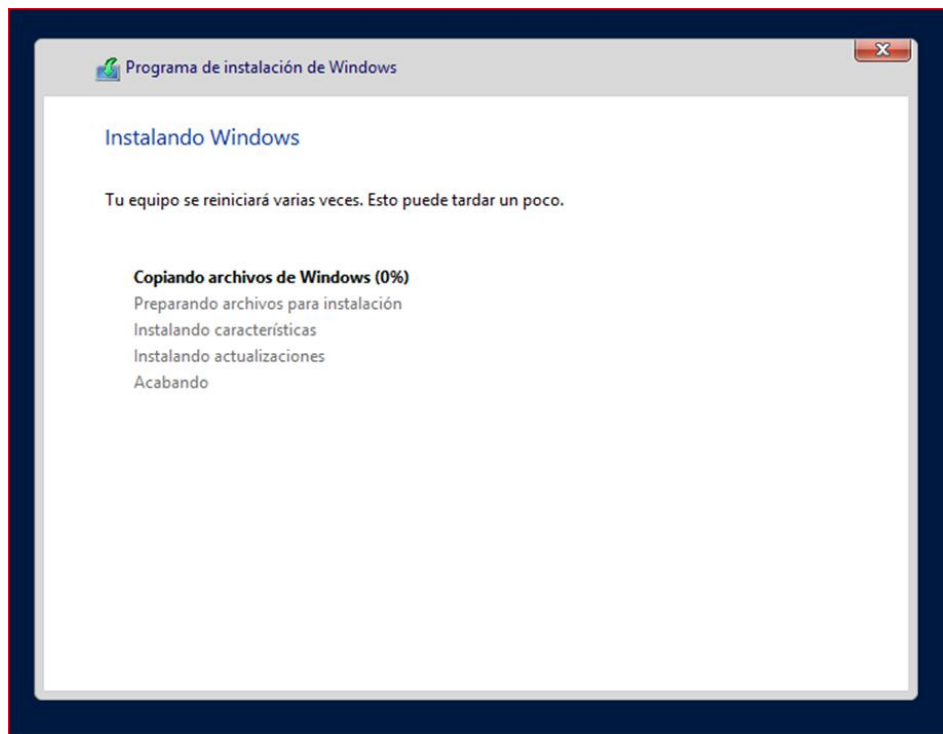 Programa de instalación de Windows
Instalando Windows
Tu equipo se reiniciará varias veces. Esto puede tardar un poco.
Copiando archivos de Windows (0%)
Preparando archivos para instalación
Instalando características
Instalando actualizaciones
Acabando